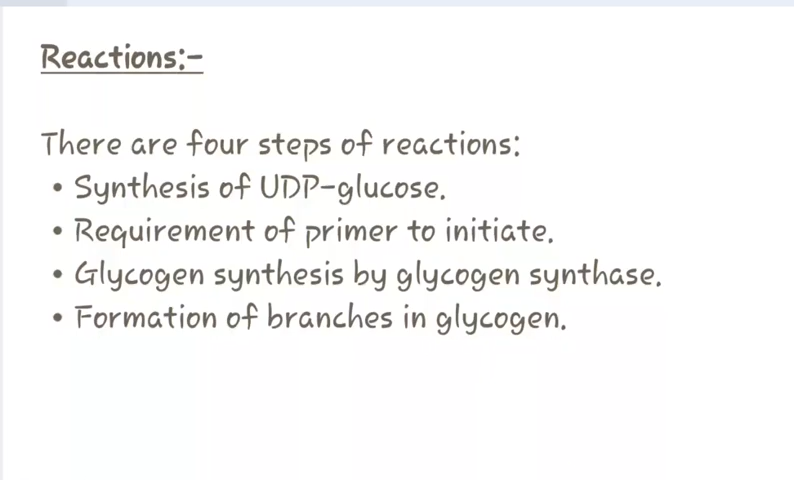 Reactions:-
There are four steps of reactions:
• Synthesis of UDP-glucose.
• Requirement of primer to initiate.
• Glycogen synthesis by glycogen synthase.
• Formation of branches in glycogen.